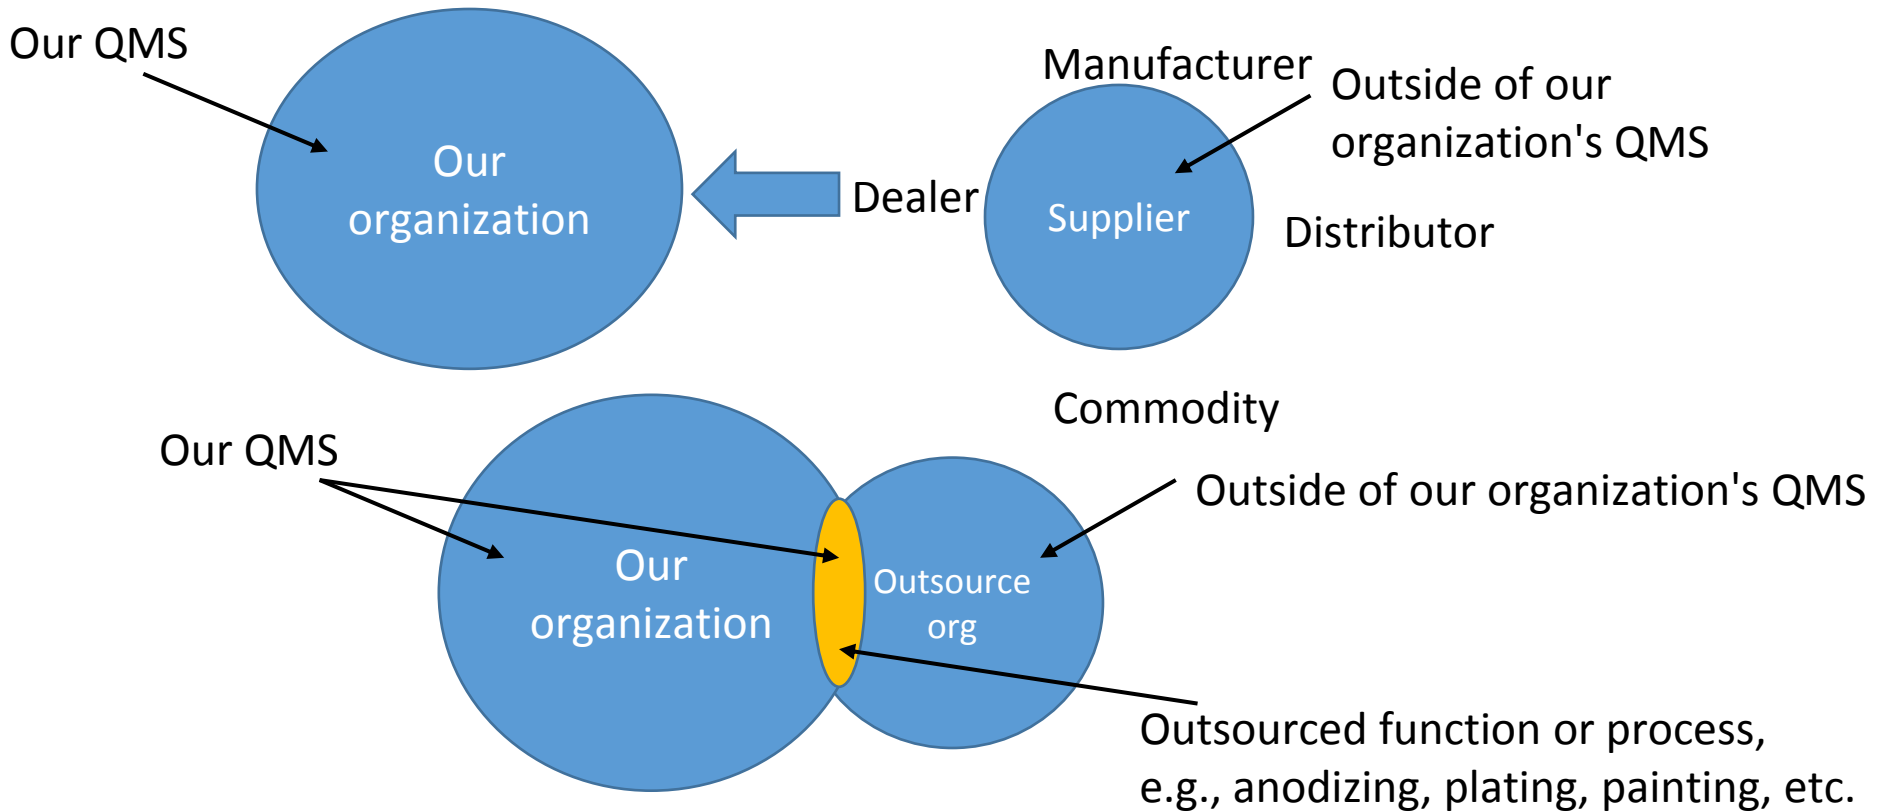 Our QMS
Our
organization
Dealer
Manufacturer
Supplier
Outside of our
organization's QMS
Distributor
Commodity
Our QMS
Our
organization
Outsource
org
Outside of our organization's QMS
Outsourced function or process,
e.g., anodizing, plating, painting, etc.